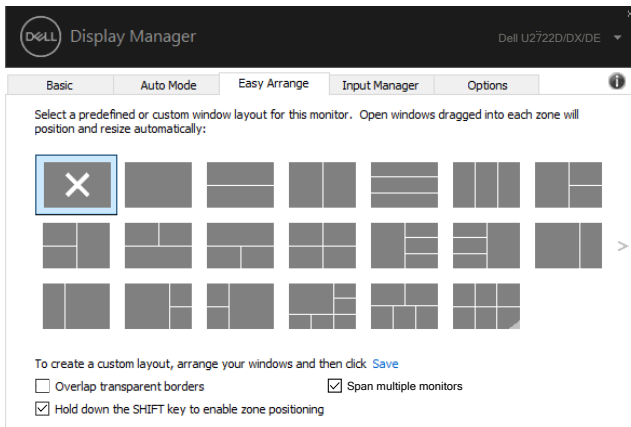 DELL Display Manager
Dell U2722D/DX/DE
Basic Auto Mode Easy Arrange Input Manager Options
Select a predefined or custom window layout for this monitor. Open windows dragged into each zone will
position and resize automatically:
To create a custom layout, arrange your windows and then click Save
Overlap transparent borders Span multiple monitors
Hold down the SHIFT key to enable zone positioning